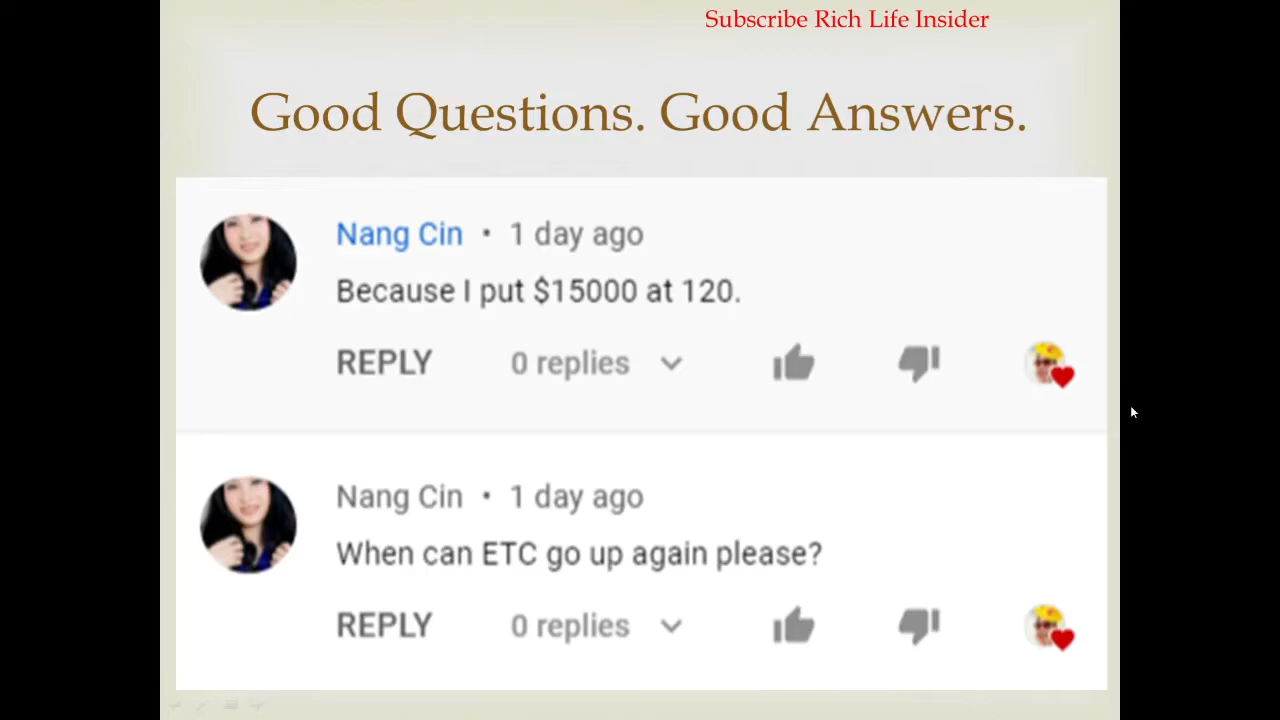 Subscribe Rich Life Insider
Good Questions. Good Answers.
Nang Cin • 1 day ago
Because I put $15000 at 120.
REPLY 0 replies
Nang Cin • 1 day ago
When can ETC go up again please?
REPLY 0 replies